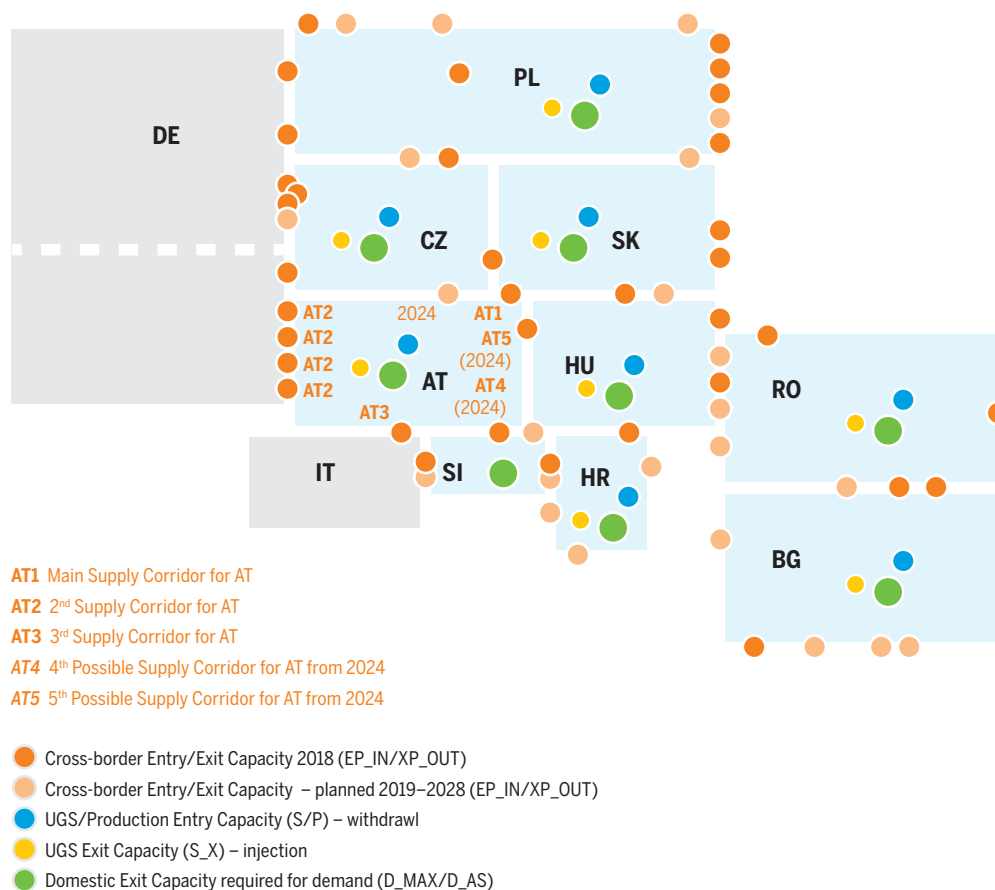 PL
DE
CZ
SK
AT2
2024
AT1
AT2
AT5
(2024)
HU
AT2
AT
AT4
AT2
(2024)
RO
AT3
IT
SI
HR
BG
AT1 Main Supply Corridor for AT
AT2 2nd Supply Corridor for AT
AT3 3rd Supply Corridor for AT
AT4 4th Possible Supply Corridor for AT from 2024
AT5 5th Possible Supply Corridor for AT from 2024
Cross-border Entry/Exit Capacity 2018 (EP_IN/XP_OUT)
Cross-border Entry/Exit Capacity – planned 2019–2028 (EP_IN/XP_OUT)
UGS/Production Entry Capacity (S/P) – withdrawl
UGS Exit Capacity (S_X) – injection
Domestic Exit Capacity required for demand (D_MAX/D_AS)